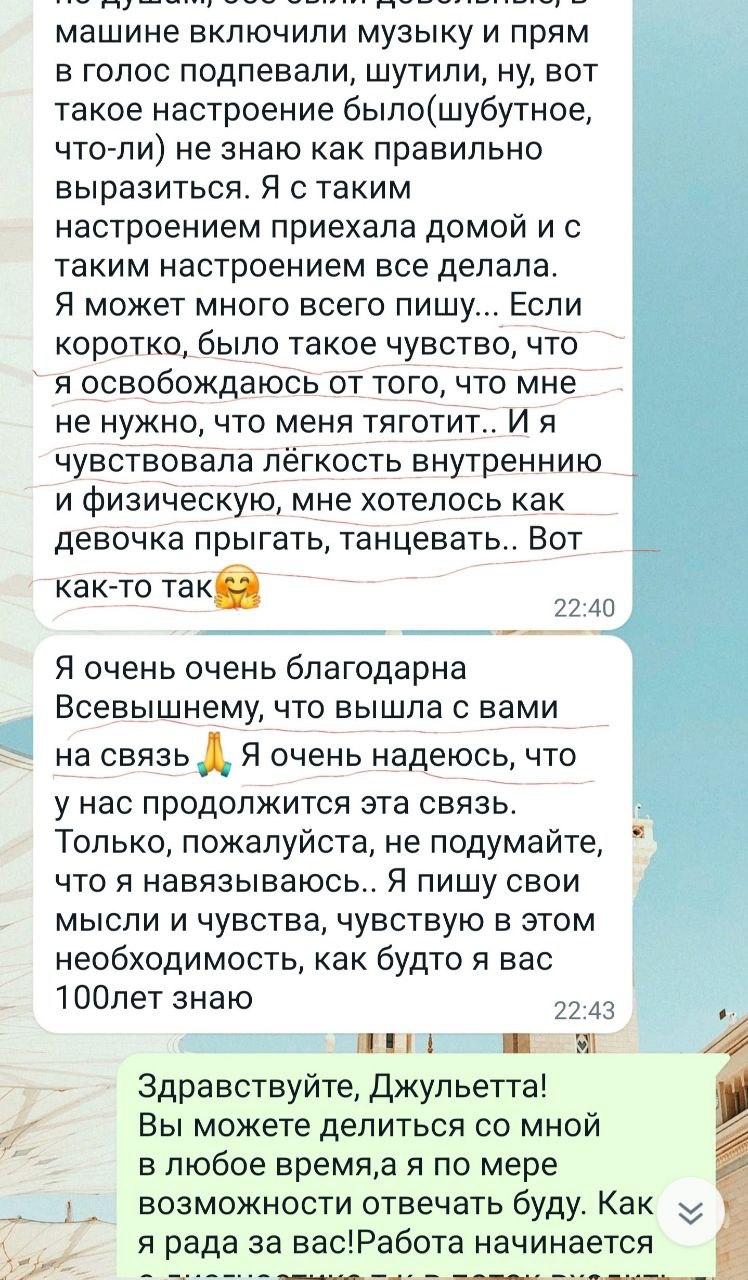 машине включили музыку и прям
в голос подпевали, шутили, ну, вот
такое настроение было(шубутное,
что-ли) не знаю как правильно
выразиться. Я с таким
настроением приехала домой и с
таким настроением все делала.
Я может много всего пишу... Если
коротко, было такое чувство, что
я освобождаюсь от того, что мне
не нужно, что меня тяготит.. И я
чувствовала лёгкость внутреннию
и физическую, мне хотелось как
девочка прыгать, танцевать.. Вот
как-то так🤗
22:40
Я очень очень благодарна
Всевышнему, что вышла с вами
на связь🙏 Я очень надеюсь, что
у нас продолжится эта связь.
Только, пожалуйста, не подумайте,
что я навязываюсь.. Я пишу свои
мысли и чувства, чувствую в этом
необходимость, как будто я вас
100лет знаю
22:43
Здравствуйте, Джульетта!
Вы можете делиться со мной
в любое время,а я по мере
возможности отвечать буду. Как
я рада за вас!Работа начинается